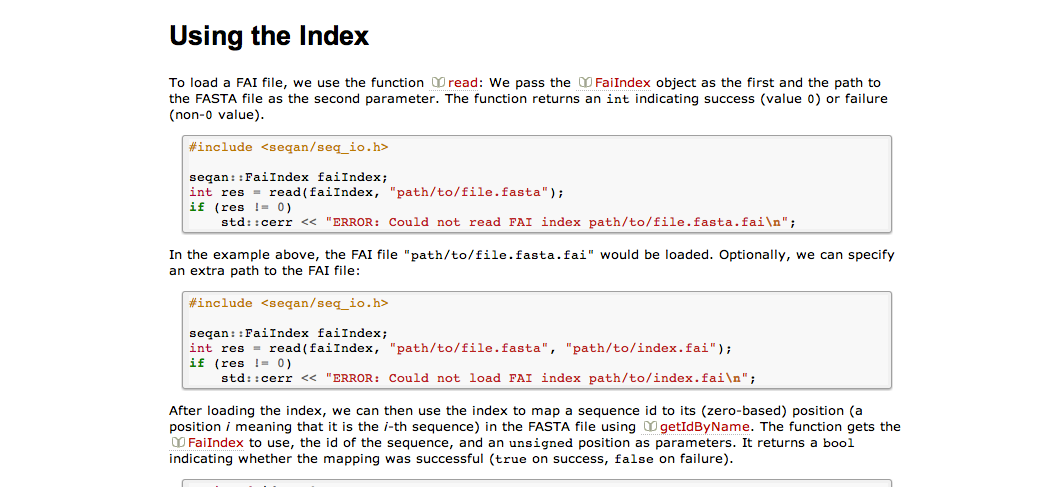 Using the Index
To load a FAI file, we use the function read: We pass the FaiIndex object as the first and the path to
the FASTA file as the second parameter. The function returns an int indicating success (value 0) or failure
(non-0 value).
#include <seqan/seq_io.h>
seqan::FaiIndex faiIndex;
int res = read(faiIndex, "path/to/file.fasta");
if (res != 0)
    std::cerr << "ERROR: Could not read FAI index path/to/file.fasta.fai\n";
In the example above, the FAI file "path/to/file.fasta.fai" would be loaded. Optionally, we can specify
an extra path to the FAI file:
#include <seqan/seq_io.h>
seqan::FaiIndex faiIndex;
int res = read(faiIndex, "path/to/file.fasta", "path/to/index.fai");
if (res != 0)
    std::cerr << "ERROR: Could not load FAI index path/to/index.fai\n";
After loading the index, we can then use the index to map a sequence id to its (zero-based) position (a
position i meaning that it is the i-th sequence) in the FASTA file using getIdByName. The function gets the
FaiIndex to use, the id of the sequence, and an unsigned position as parameters. It returns a bool
indicating whether the mapping was successful (true on success, false on failure).